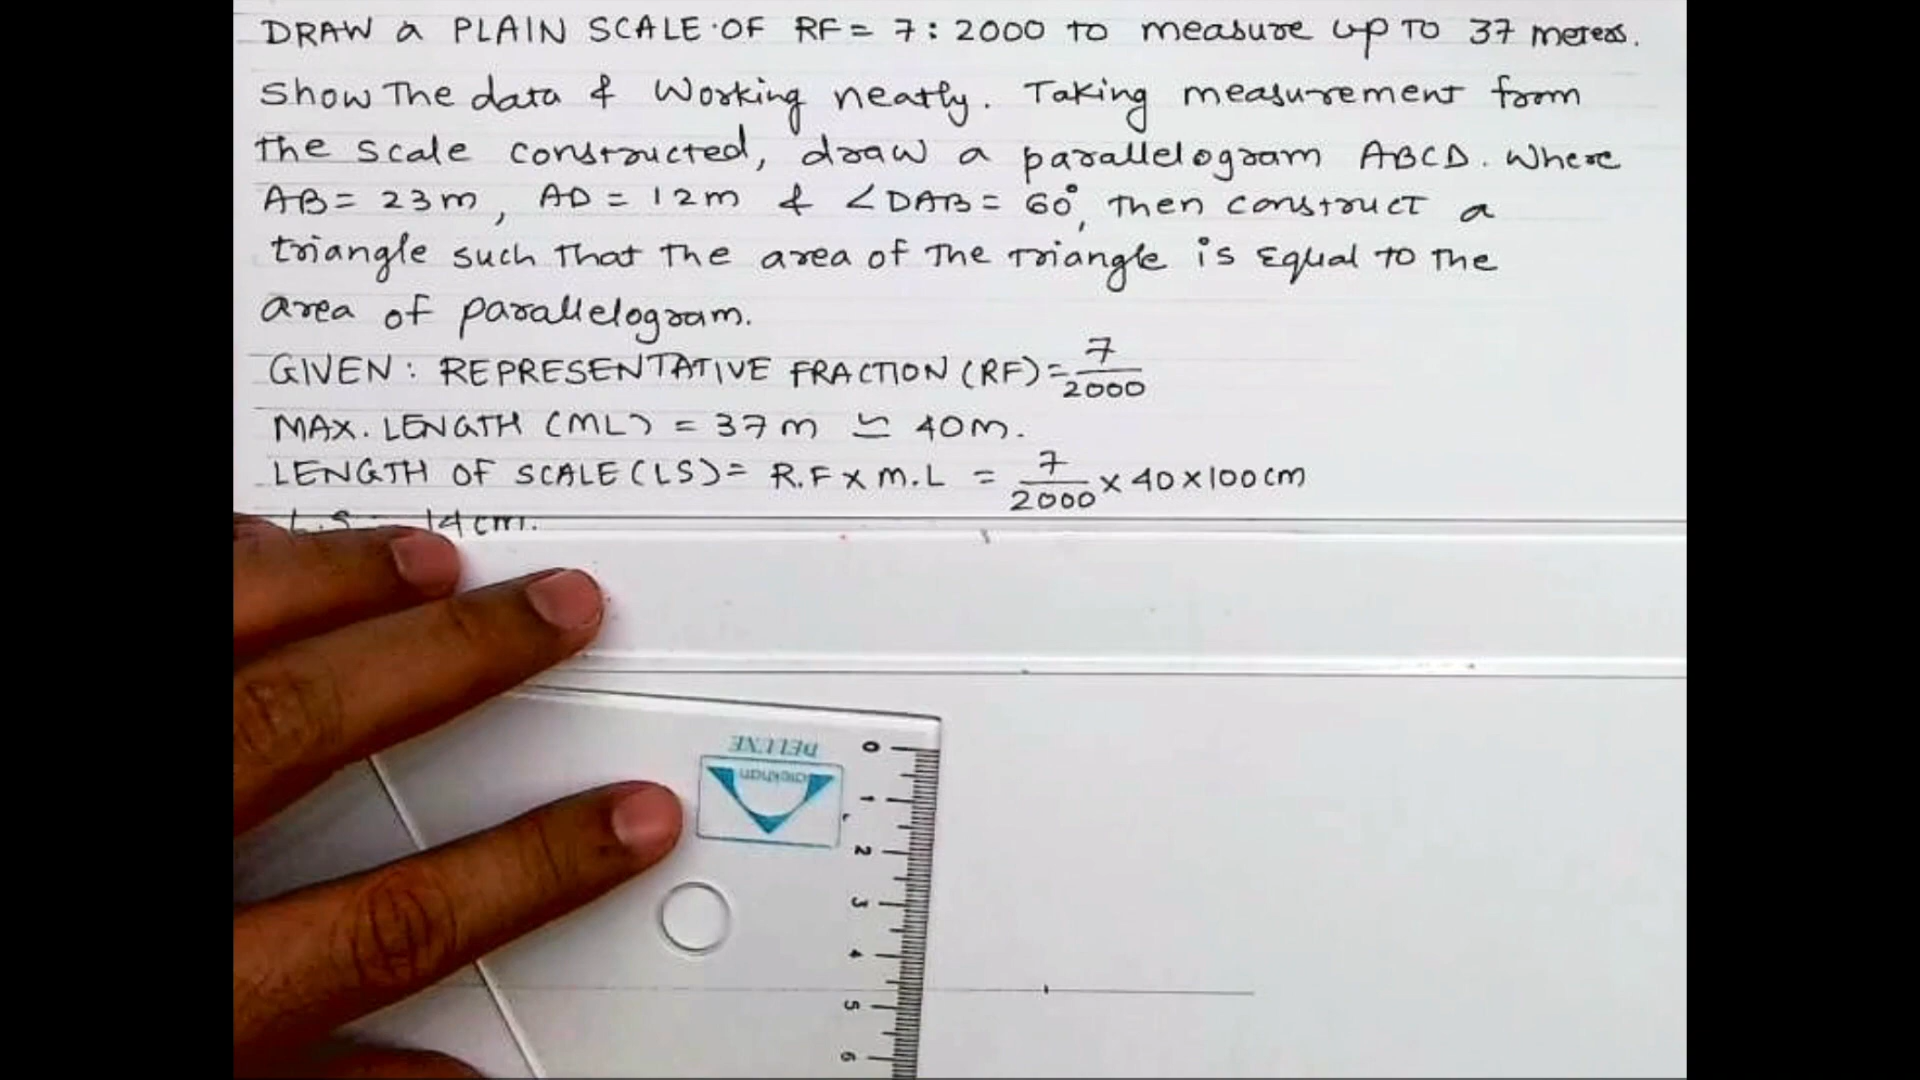 DRAW a PLAIN SCALE OF RF = 7 : 2000 to measure up TO 37 meters.
Show The data & Working neatly. Taking measurement from
the scale constructed, draw a parallelogram ABCD. Where
AB = 23m, AD = 12m & ∠DAB = 60°, Then construct a
triangle such that the area of The Triangle is Equal to The
area of parallelogram.
GIVEN : REPRESENTATIVE FRACTION (RF) = 7/2000
MAX. LENGTH (ML) = 37m ≃ 40m.
LENGTH OF SCALE (LS) = R.F x M.L = 7/2000 x 40 x 100 cm
L.S = 14 cm.
DELUXE
0
1
2
3
4
5
6